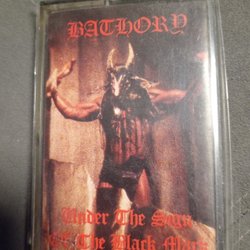 BATHORY
Under The Sign
Of The Black Mark